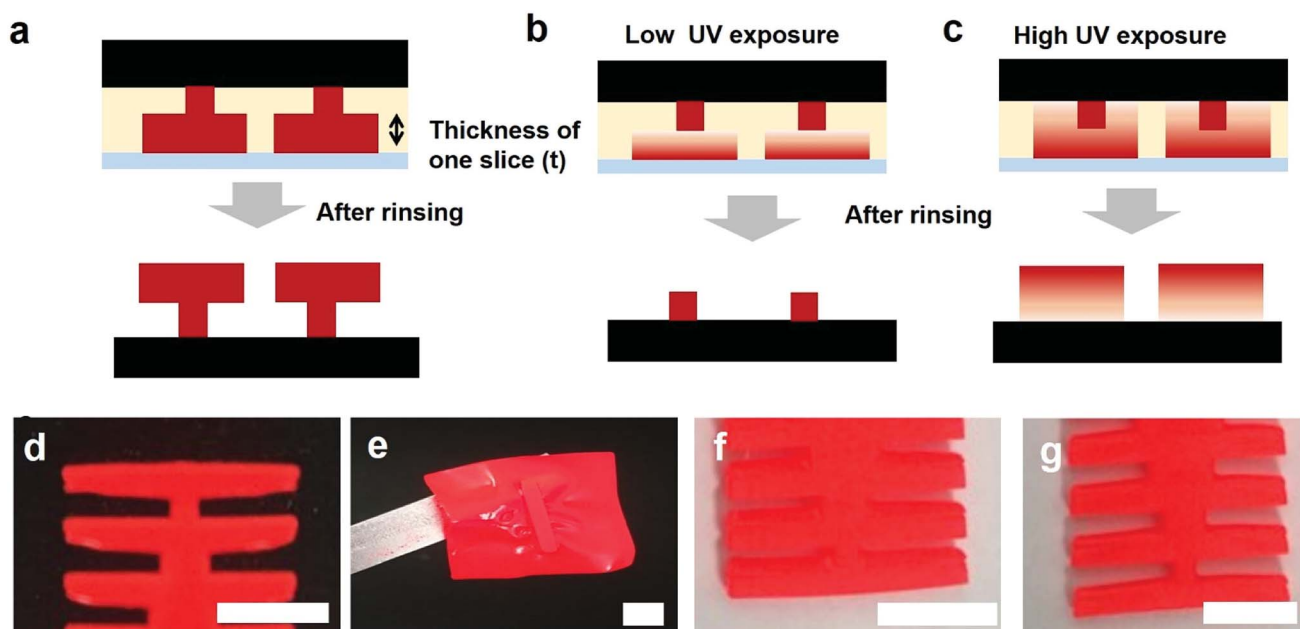 a
b
Low UV exposure
c
High UV exposure
Thickness of
one slice (t)
After rinsing
After rinsing
d
e
f
g